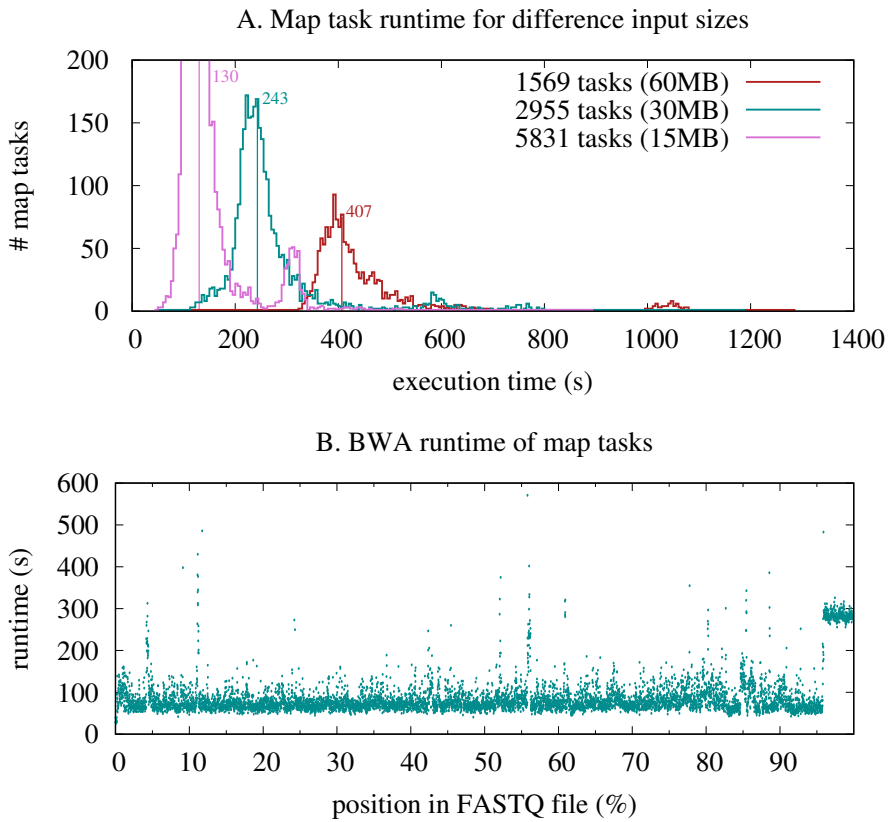 A. Map task runtime for difference input sizes
200
150
100
50
0
# map tasks
130
243
407
1569 tasks (60MB)
2955 tasks (30MB)
5831 tasks (15MB)
0 200 400 600 800 1000 1200 1400
execution time (s)
B. BWA runtime of map tasks
600
500
400
300
200
100
0
runtime (s)
0 10 20 30 40 50 60 70 80 90
position in FASTQ file (%)